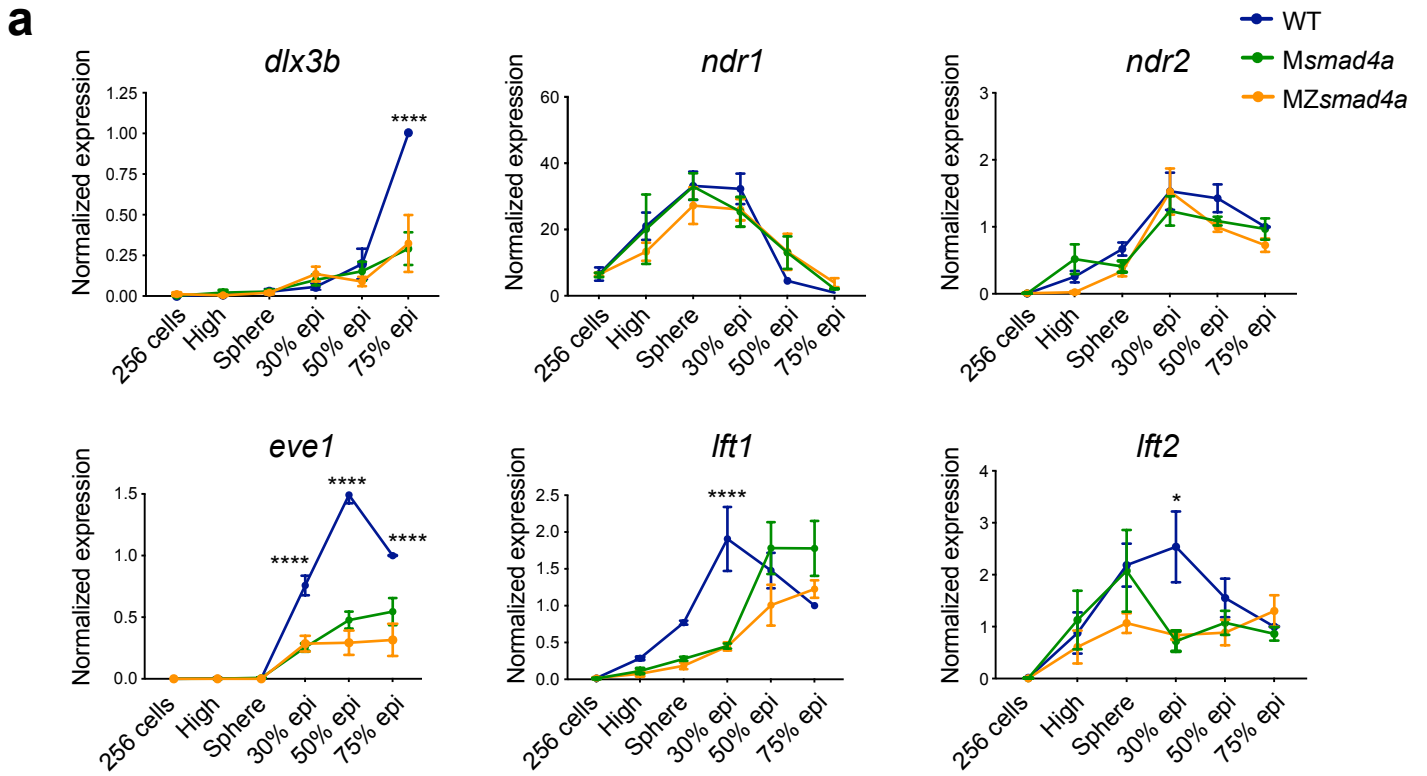 a
WT
Msmad4a
MZsmad4a
dlx3b
Normalized expression
1.25
1.00
0.75
0.50
0.25
0.00
****
256 cells
High
Sphere
30% epi
50% epi
75% epi
ndr1
Normalized expression
60
40
20
0
256 cells
High
Sphere
30% epi
50% epi
75% epi
ndr2
Normalized expression
3
2
1
0
256 cells
High
Sphere
30% epi
50% epi
75% epi
eve1
Normalized expression
1.5
1.0
0.5
0.0
****
****
****
256 cells
High
Sphere
30% epi
50% epi
75% epi
lft1
Normalized expression
2.5
2.0
1.5
1.0
0.5
0.0
****
256 cells
High
Sphere
30% epi
50% epi
75% epi
lft2
Normalized expression
4
3
2
1
0
*
256 cells
High
Sphere
30% epi
50% epi
75% epi